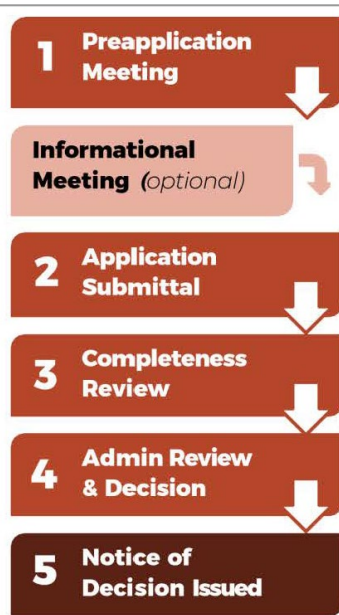 1 Preapplication
Meeting
Informational
Meeting (optional)
2 Application
Submittal
3 Completeness
Review
4 Admin Review
& Decision
5 Notice of
Decision Issued